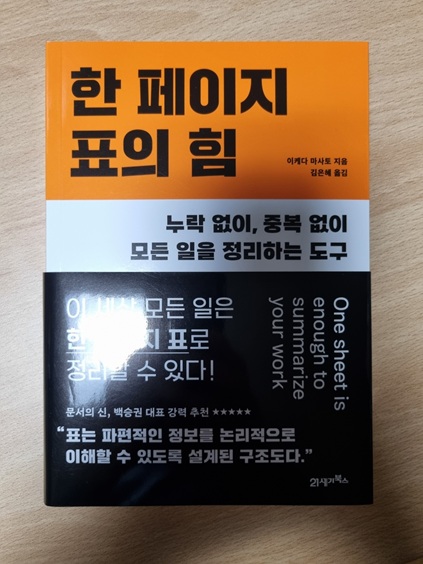 한 페이지
표의 힘
이케다 마사토 지음
김은혜 옮김
누락 없이, 중복 없이
모든 일을 정리하는 도구
이 세상 모든 일은
한 지 표로
정리할 수 있다!
One sheet is
enough to
summarize
your work
문서의 신, 백승권 대표 강력 추천 ★★★★★
“표는 파편적인 정보를 논리적으로
이해할 수 있도록 설계된 구조도다.”
21세기북스